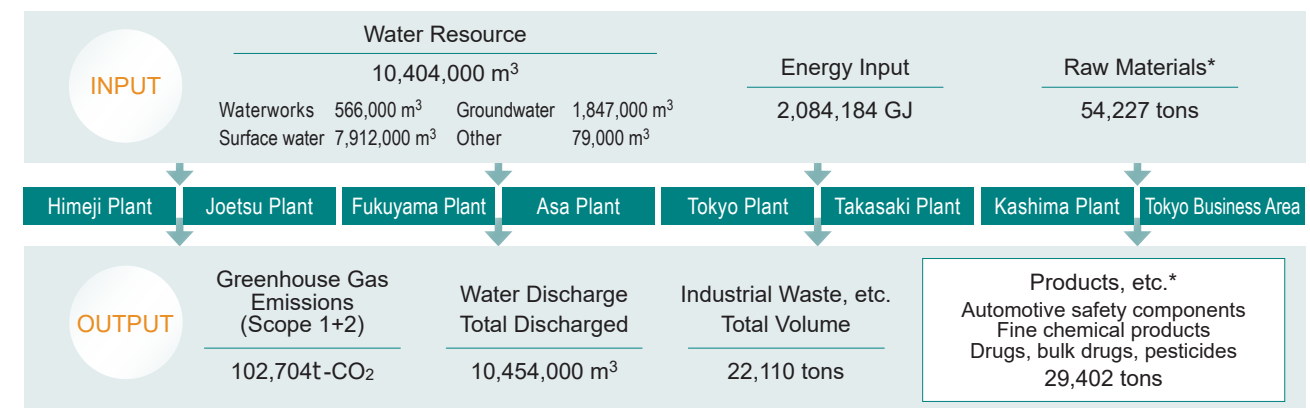 INPUT
Water Resource
10,404,000 m³
Waterworks 566,000 m³ Groundwater 1,847,000 m³
Surface water 7,912,000 m³ Other 79,000 m³
Energy Input
2,084,184 GJ
Raw Materials*
54,227 tons
Himeji Plant Joetsu Plant Fukuyama Plant Asa Plant Tokyo Plant Takasaki Plant Kashima Plant Tokyo Business Area
OUTPUT
Greenhouse Gas
Emissions
(Scope 1+2)
102,704t-CO₂
Water Discharge
Total Discharged
10,454,000 m³
Industrial Waste, etc.
Total Volume
22,110 tons
Products, etc.*
Automotive safety components
Fine chemical products
Drugs, bulk drugs, pesticides
29,402 tons